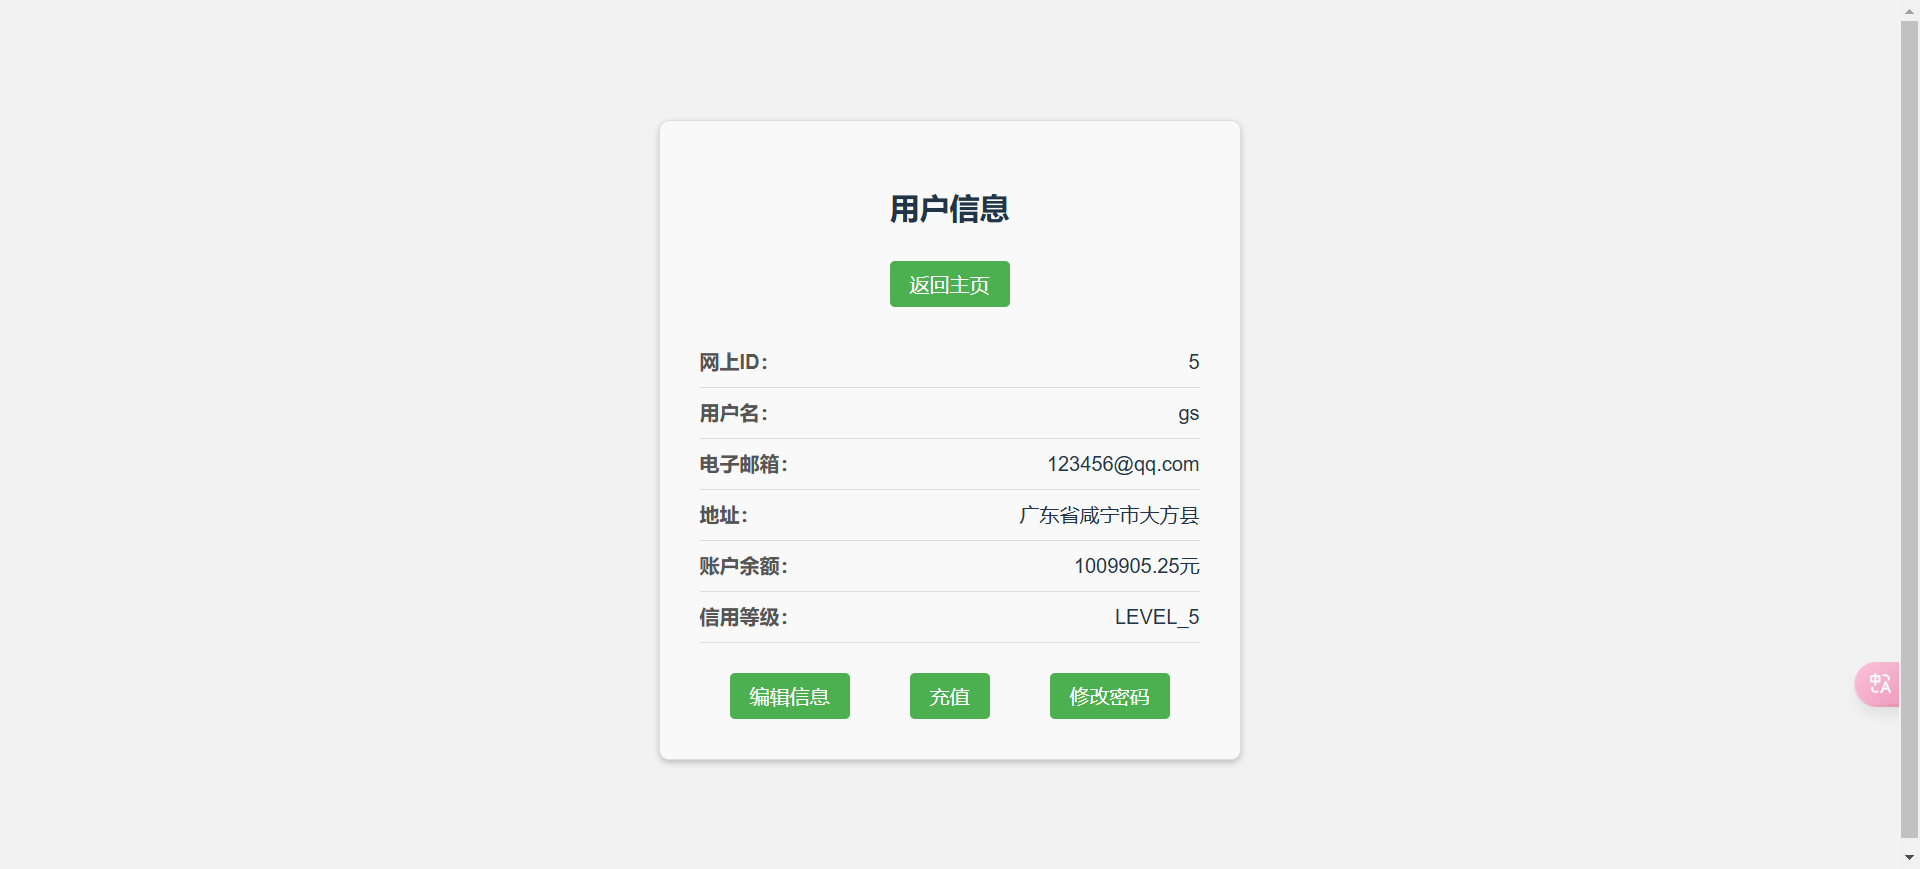 用户信息
返回主页
网上ID： 5
用户名： gs
电子邮箱： 123456@qq.com
地址： 广东省咸宁市大方县
账户余额： 1009905.25元
信用等级： LEVEL_5
编辑信息 充值 修改密码
中A